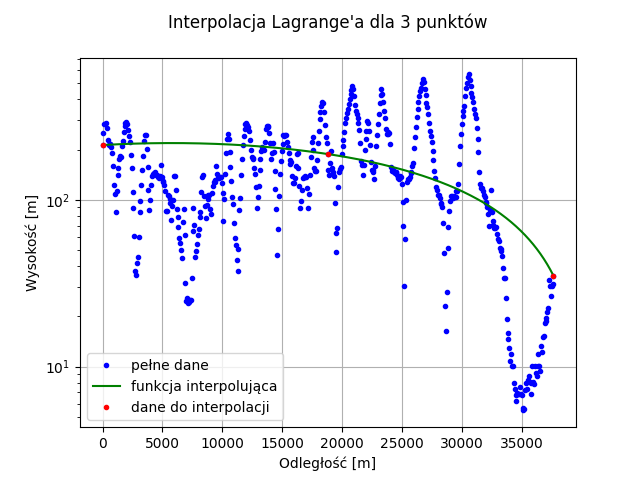 Interpolacja Lagrange'a dla 3 punktów
Wysokość [m]
10²
10¹
pełne dane
funkcja interpolująca
dane do interpolacji
0 5000 10000 15000 20000 25000 30000 35000
Odległość [m]